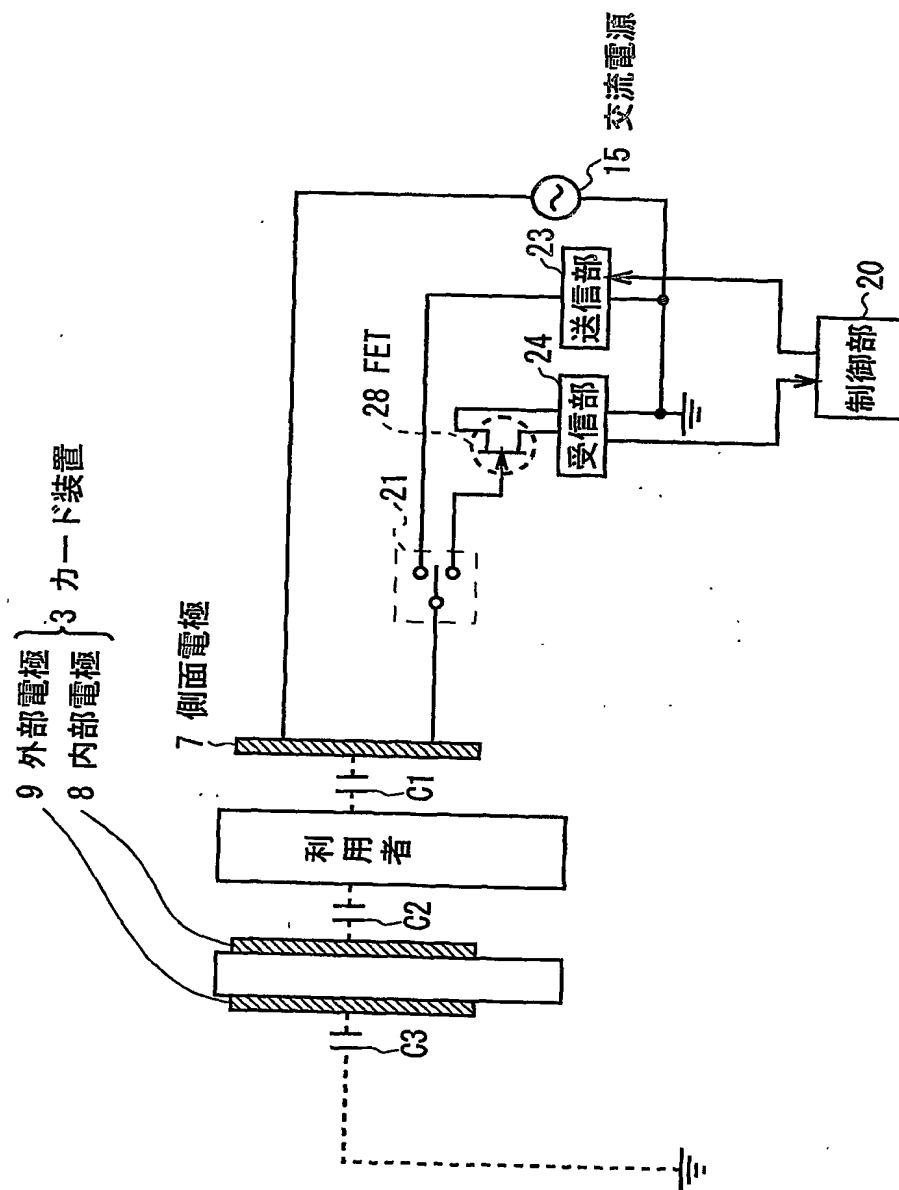 9 外部電極
8 内部電極
3 カード装置
7 側面電極
C1
利用者
C2
C3
21
28 FET
24
受信部
23
送信部
15 交流電源
20
制御部